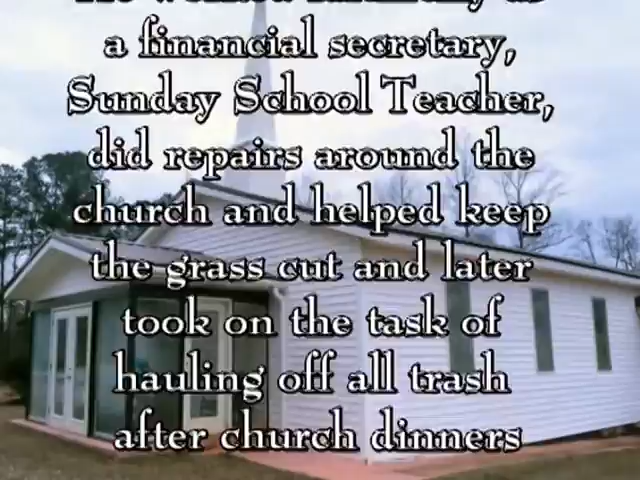 a financial secretary,
Sunday School Teacher,
did repairs around the
church and helped keep
the grass cut and later
took on the task of
hauling off all trash
after church dinners